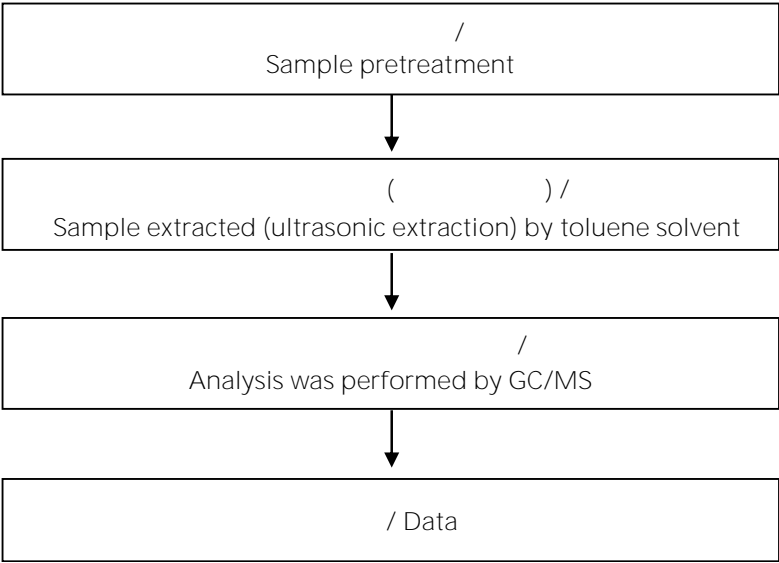 /
Sample pretreatment
( ) /
Sample extracted (ultrasonic extraction) by toluene solvent
/
Analysis was performed by GC/MS
/ Data